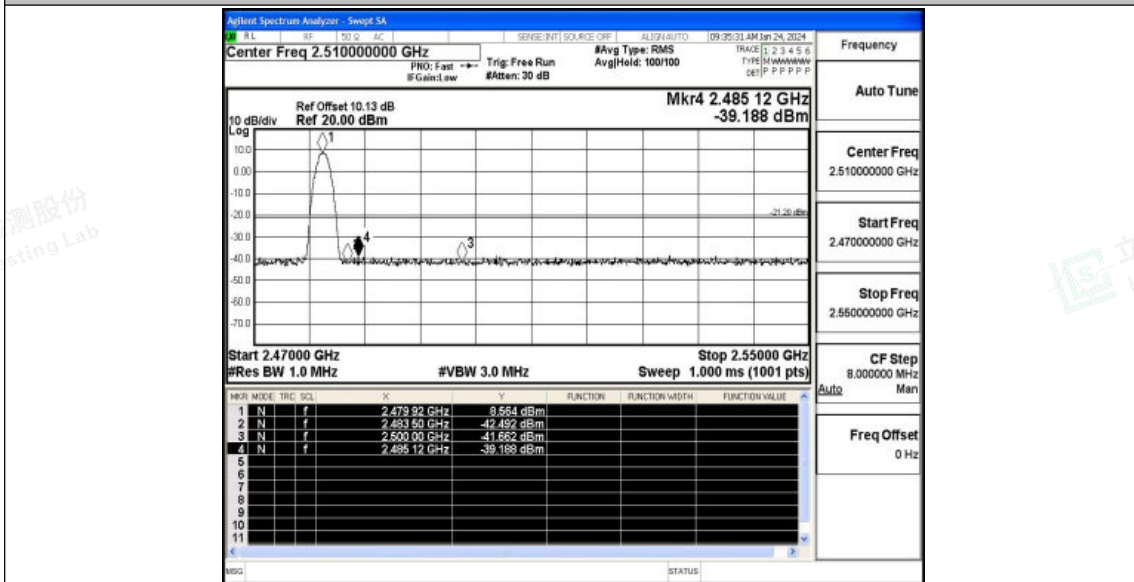 Agilent Spectrum Analyzer - Swept SA
RL RF 50 Ω AC SENSE:INT SOURCE OFF ALIGN AUTO 09:35:31 AM Jan 24, 2024
Center Freq 2.510000000 GHz
PNO: Fast
IFGain:Low
Trig: Free Run
#Atten: 30 dB
#Avg Type: RMS
Avg|Hold: 100/100
TRACE 1 2 3 4 5 6
TYPE M W W W W W
DET P P P P P P
Mkr4 2.485 12 GHz
-39.188 dBm
Ref Offset 10.13 dB
10 dB/div Ref 20.00 dBm
Log
10.0
0.00
-10.0
-20.0
-30.0
-40.0
-50.0
-60.0
-70.0
1
4
3
-21.20 dBm
Start 2.47000 GHz Stop 2.55000 GHz
#Res BW 1.0 MHz #VBW 3.0 MHz Sweep 1.000 ms (1001 pts)
MKR MODE TRC SCL X Y FUNCTION FUNCTION WIDTH FUNCTION VALUE
1 N f 2.479 92 GHz 8.564 dBm
2 N f 2.483 50 GHz -42.492 dBm
3 N f 2.500 00 GHz -41.662 dBm
4 N f 2.485 12 GHz -39.188 dBm
5
6
7
8
9
10
11
MSG STATUS
Frequency
Auto Tune
Center Freq
2.510000000 GHz
Start Freq
2.470000000 GHz
Stop Freq
2.550000000 GHz
CF Step
8.000000 MHz
Auto Man
Freq Offset
0 Hz
测股份
sting Lab
立
LCS